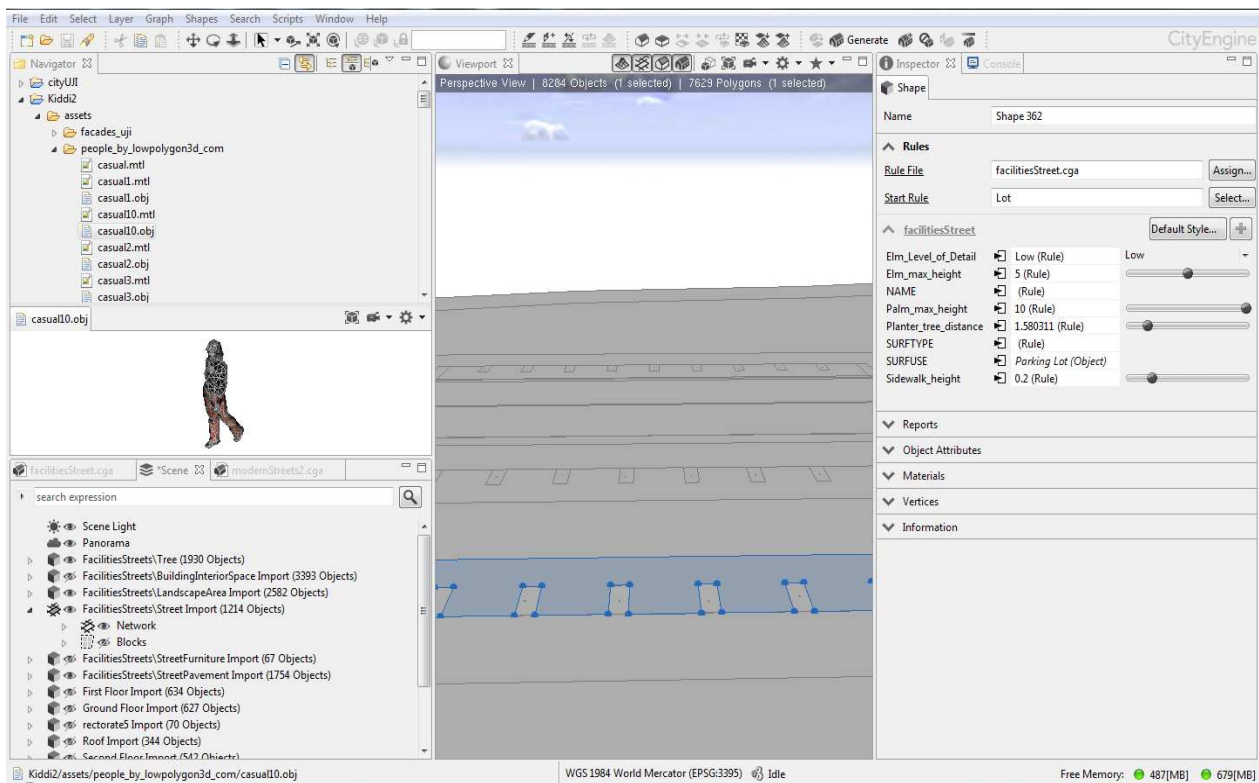 File Edit Select Layer Graph Shapes Search Scripts Window Help
Generate
CityEngine
Navigator
cityUJI
Kiddi2
assets
facades_uji
people_by_lowpolygon3d_com
casual.mtl
casual1.mtl
casual1.obj
casual10.mtl
casual10.obj
casual2.mtl
casual2.obj
casual3.mtl
casual3.obj
casual10.obj
facilitiesStreet.cga *Scene modernStreets2.cga
search expression
Scene Light
Panorama
FacilitiesStreets\Tree (1930 Objects)
FacilitiesStreets\BuildingInteriorSpace Import (3393 Objects)
FacilitiesStreets\LandscapeArea Import (2582 Objects)
FacilitiesStreets\Street Import (1214 Objects)
Network
Blocks
FacilitiesStreets\StreetFurniture Import (67 Objects)
FacilitiesStreets\StreetPavement Import (1754 Objects)
First Floor Import (634 Objects)
Ground Floor Import (627 Objects)
rectorate5 Import (70 Objects)
Roof Import (344 Objects)
Second Floor Import (542 Objects)
Viewport
Perspective View | 8284 Objects (1 selected) | 7629 Polygons (1 selected)
Inspector Console
Shape
Name Shape 362
Rules
Rule File facilitiesStreet.cga Assign...
Start Rule Lot Select...
facilitiesStreet Default Style...
Elm_Level_of_Detail Low (Rule) Low
Elm_max_height 5 (Rule)
NAME (Rule)
Palm_max_height 10 (Rule)
Planter_tree_distance 1.580311 (Rule)
SURFTYPE (Rule)
SURFUSE Parking Lot (Object)
Sidewalk_height 0.2 (Rule)
Reports
Object Attributes
Materials
Vertices
Information
Kiddi2/assets/people_by_lowpolygon3d_com/casual10.obj
WGS 1984 World Mercator (EPSG:3395) Idle
Free Memory: 487[MB] 679[MB]